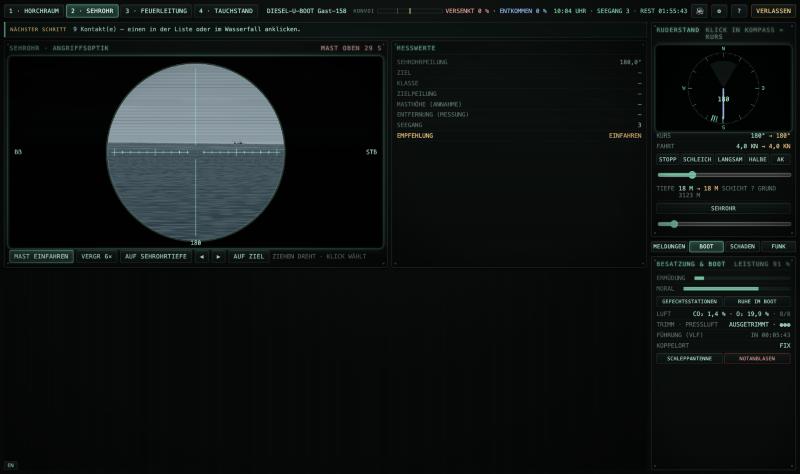 1 · HORCHRAUM 2 · SEHROHR 3 · FEUERLEITUNG 4 · TAUCHSTAND DIESEL-U-BOOT Gast-158 KONVOI VERSENKT 0 % · ENTKOMMEN 0 % 10:04 UHR · SEEGANG 3 · REST 01:55:43 ? VERLASSEN
NÄCHSTER SCHRITT 9 Kontakt(e) — einen in der Liste oder im Wasserfall anklicken.
SEHROHR · ANGRIFFSOPTIK MAST OBEN 29 S
BB STB
180
MAST EINFAHREN VERGR 6× AUF SEHROHRTIEFE ◀ ▶ AUF ZIEL ZIEHEN DREHT · KLICK WÄHLT
MESSWERTE
SEHROHRPEILUNG 180,0°
ZIEL —
KLASSE —
ZIELPEILUNG —
MASTHÖHE (ANNAHME) —
ENTFERNUNG (MESSUNG) —
SEEGANG 3
EMPFEHLUNG EINFAHREN
RUDERSTAND KLICK IN KOMPASS = KURS
N
W O
180
S
KURS 180° → 180°
FAHRT 4,0 KN → 4,0 KN
STOPP SCHLEICH LANGSAM HALBE AK
TIEFE 18 M → 18 M SCHICHT ? GRUND
3123 M
SEHROHR
MELDUNGEN BOOT SCHADEN FUNK
BESATZUNG & BOOT LEISTUNG 91 %
ERMÜDUNG
MORAL
GEFECHTSSTATIONEN RUHE IM BOOT
LUFT CO₂ 1,4 % · O₂ 19,9 % · 8/8
TRIMM · PRESSLUFT AUSGETRIMMT · ●●●
FÜHRUNG (VLF) IN 00:05:43
KOPPELORT FIX
SCHLEPPANTENNE NOTANBLASEN
EN